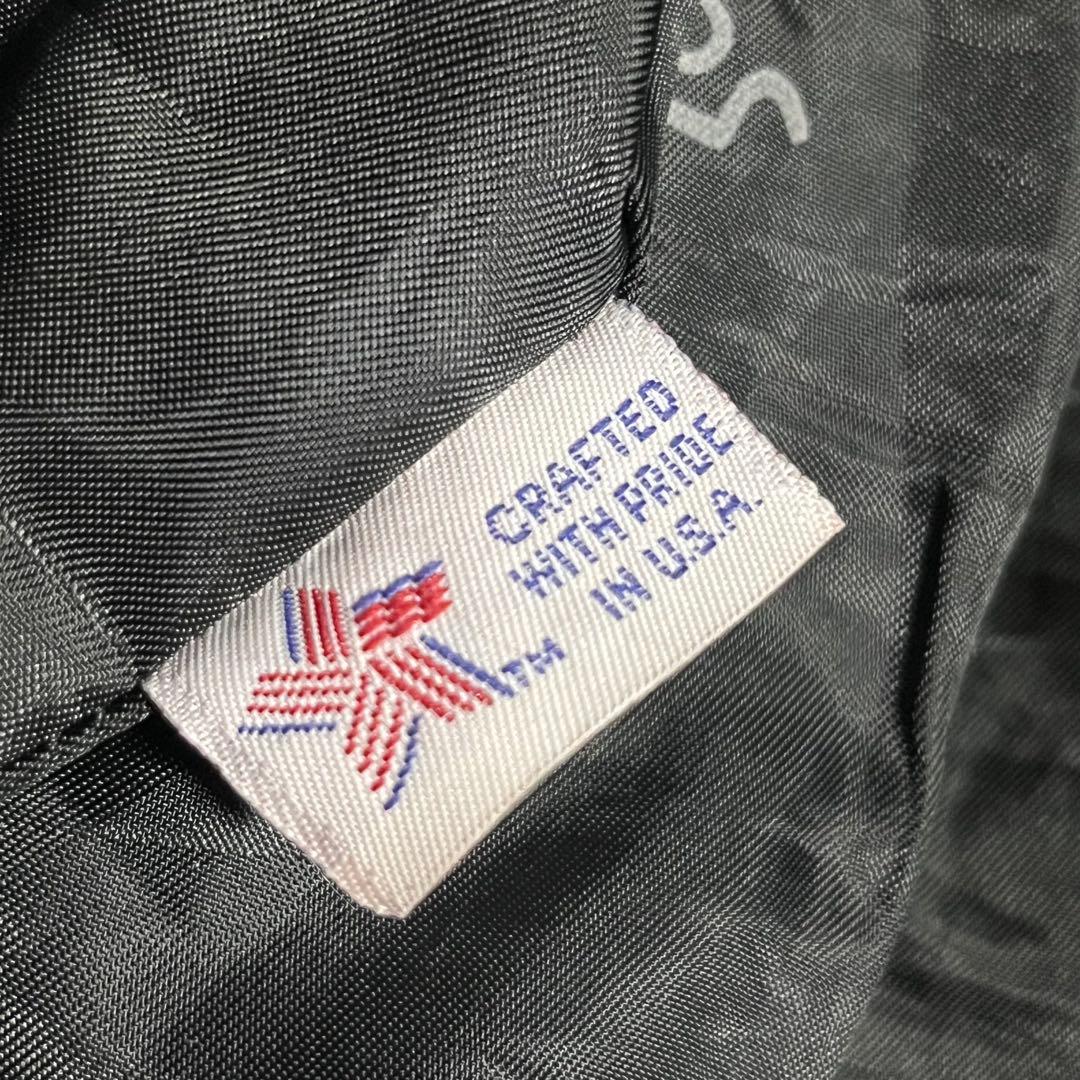 CRAFTED
WITH PRIDE
IN U.S.A.
TM